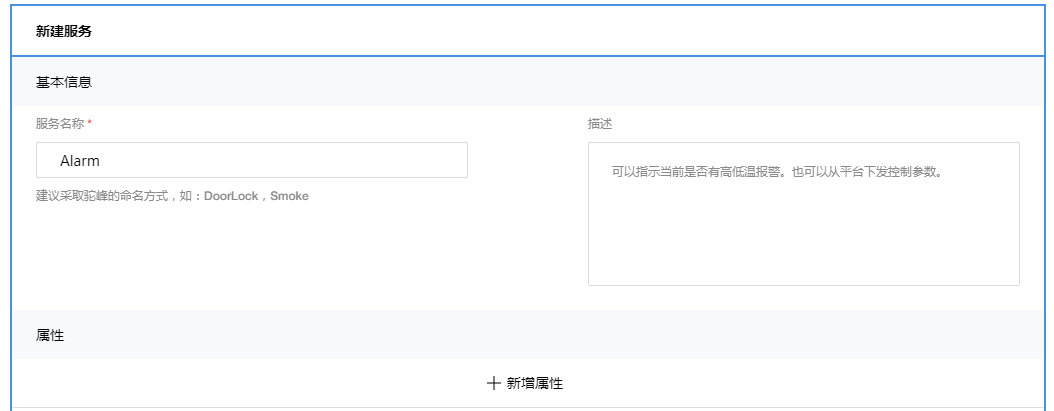 新建服务
基本信息
服务名称 *
描述
Alarm
可以指示当前是否有高低温报警。也可以从平台下发控制参数。
建议采取驼峰的命名方式，如：DoorLock，Smoke
属性
+ 新增属性